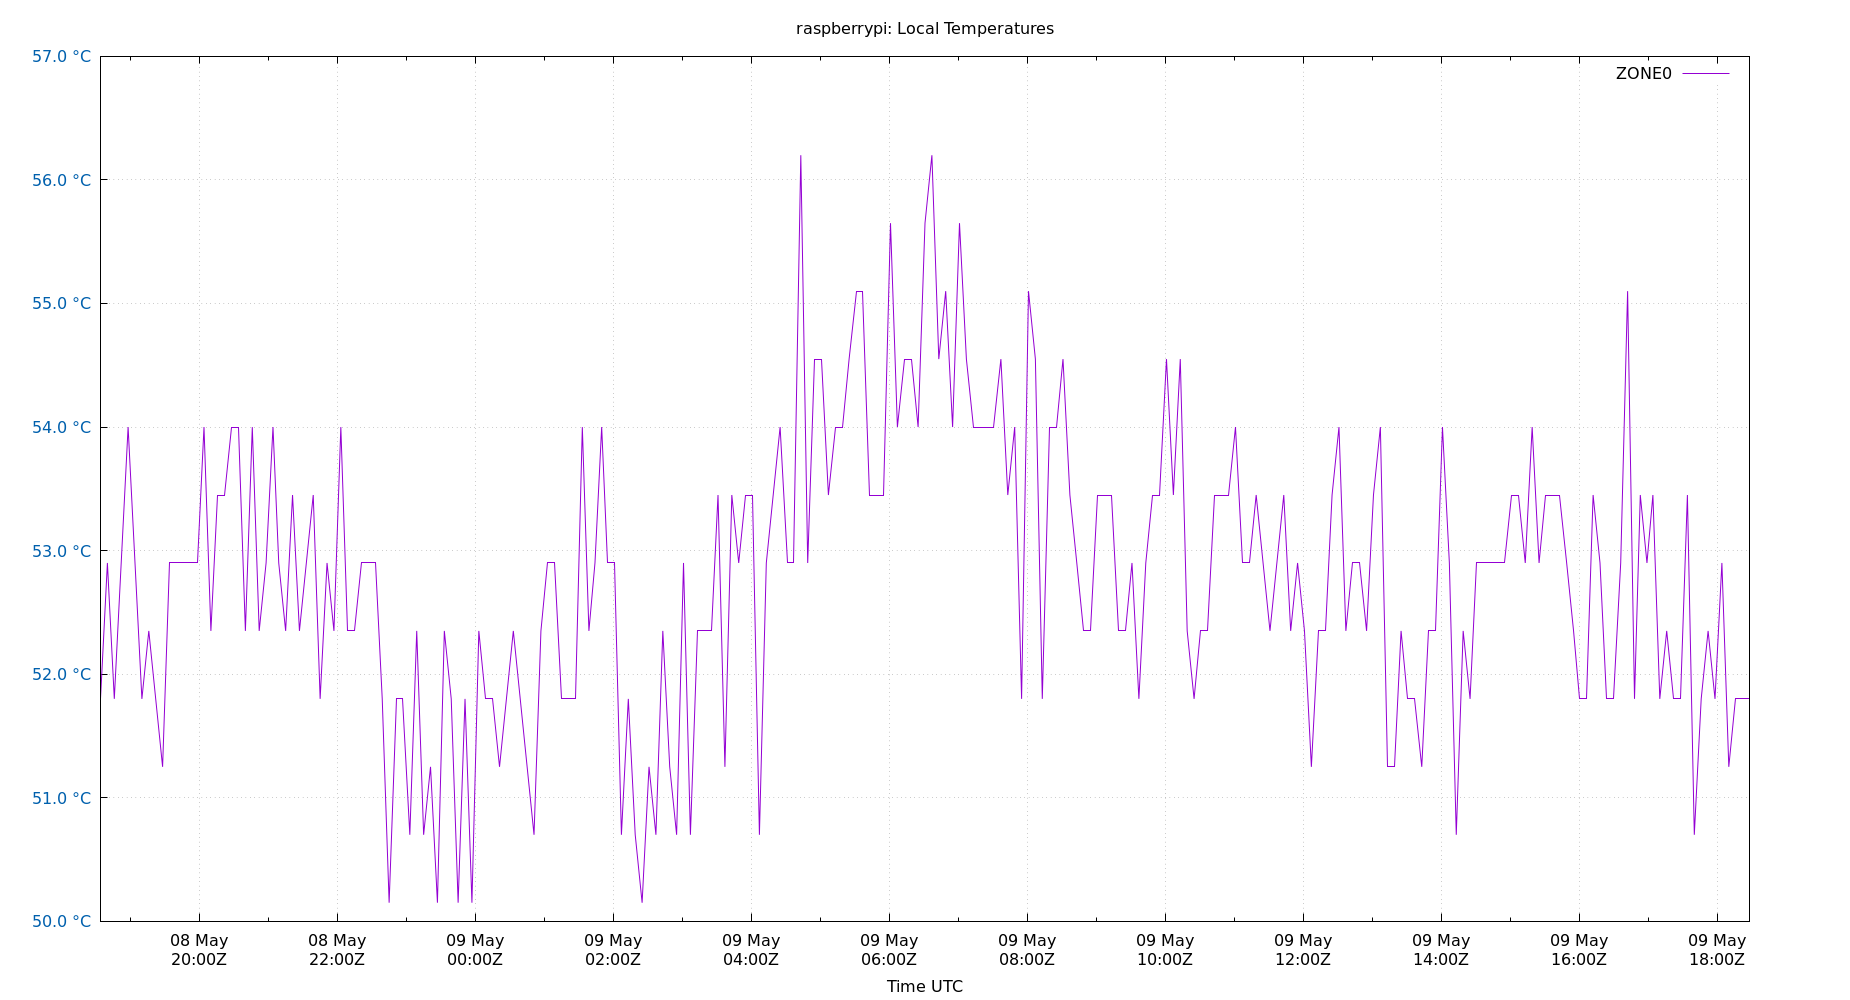 raspberrypi: Local Temperatures
57.0 °C
ZONE0
56.0 °C
55.0 °C
54.0 °C
53.0 °C
52.0 °C
51.0 °C
50.0 °C
08 May 08 May 09 May 09 May 09 May 09 May 09 May 09 May 09 May 09 May 09 May 09 May
20:00Z 22:00Z 00:00Z 02:00Z 04:00Z 06:00Z 08:00Z 10:00Z 12:00Z 14:00Z 16:00Z 18:00Z
Time UTC